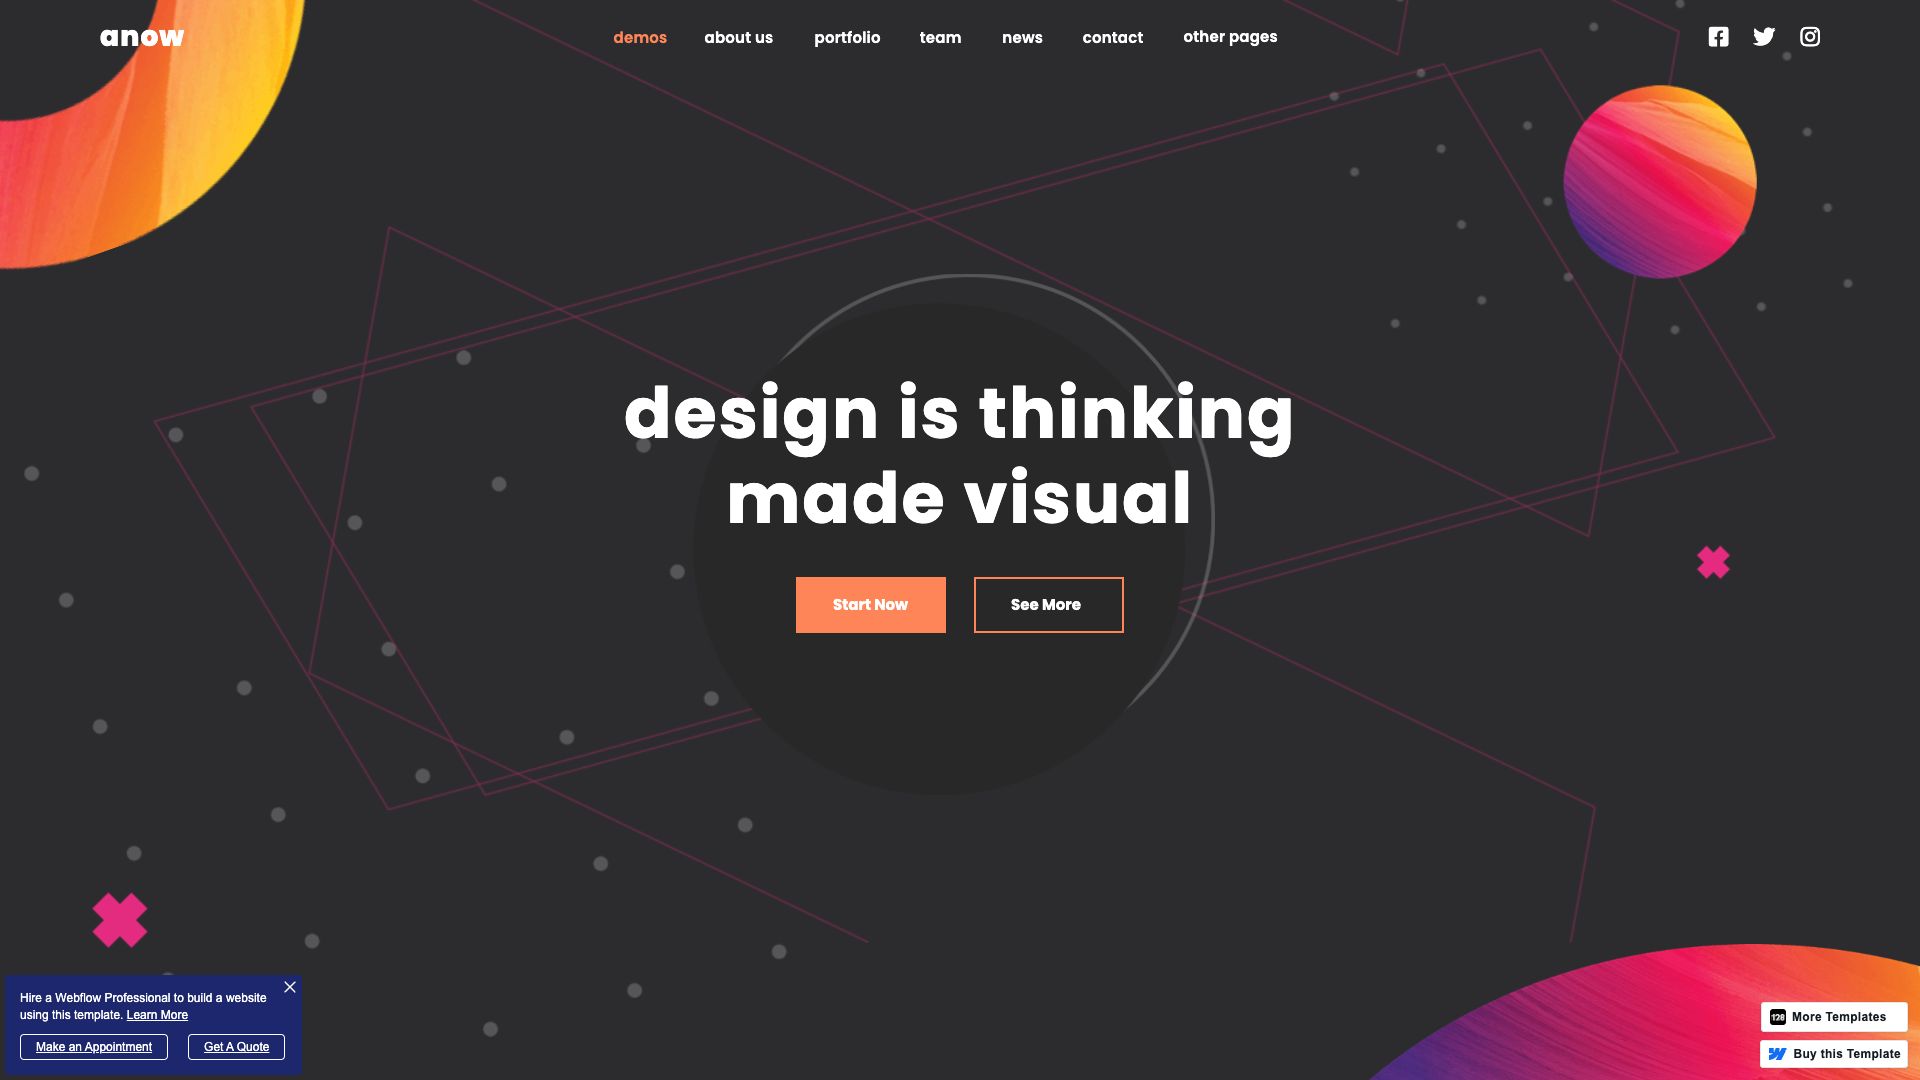 anow
demos about us portfolio team news contact other pages
design is thinking
made visual
Start Now See More
Hire a Webflow Professional to build a website
using this template. Learn More
Make an Appointment Get A Quote
128 More Templates
Buy this Template